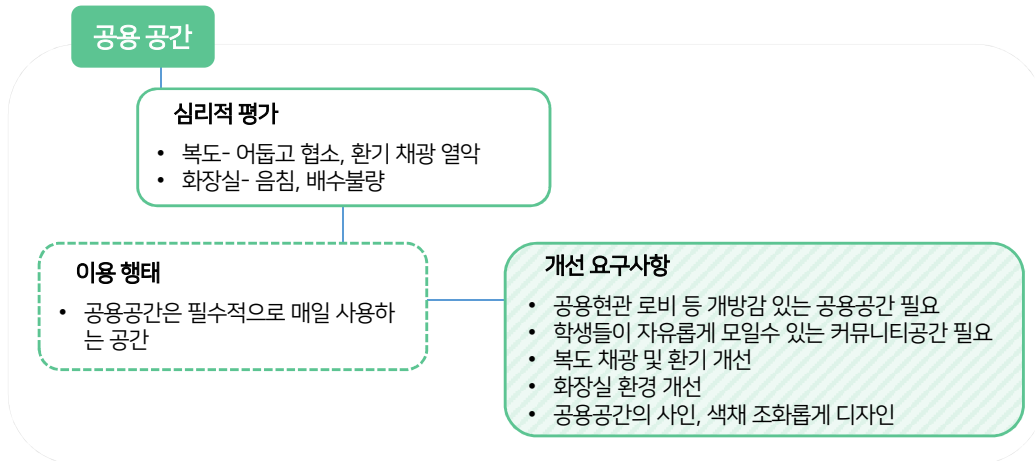 공용 공간
심리적 평가
• 복도- 어둡고 협소, 환기 채광 열악
• 화장실- 음침, 배수불량
이용 행태
• 공용공간은 필수적으로 매일 사용하
는 공간
개선 요구사항
• 공용현관 로비 등 개방감 있는 공용공간 필요
• 학생들이 자유롭게 모일수 있는 커뮤니티공간 필요
• 복도 채광 및 환기 개선
• 화장실 환경 개선
• 공용공간의 사인, 색채 조화롭게 디자인